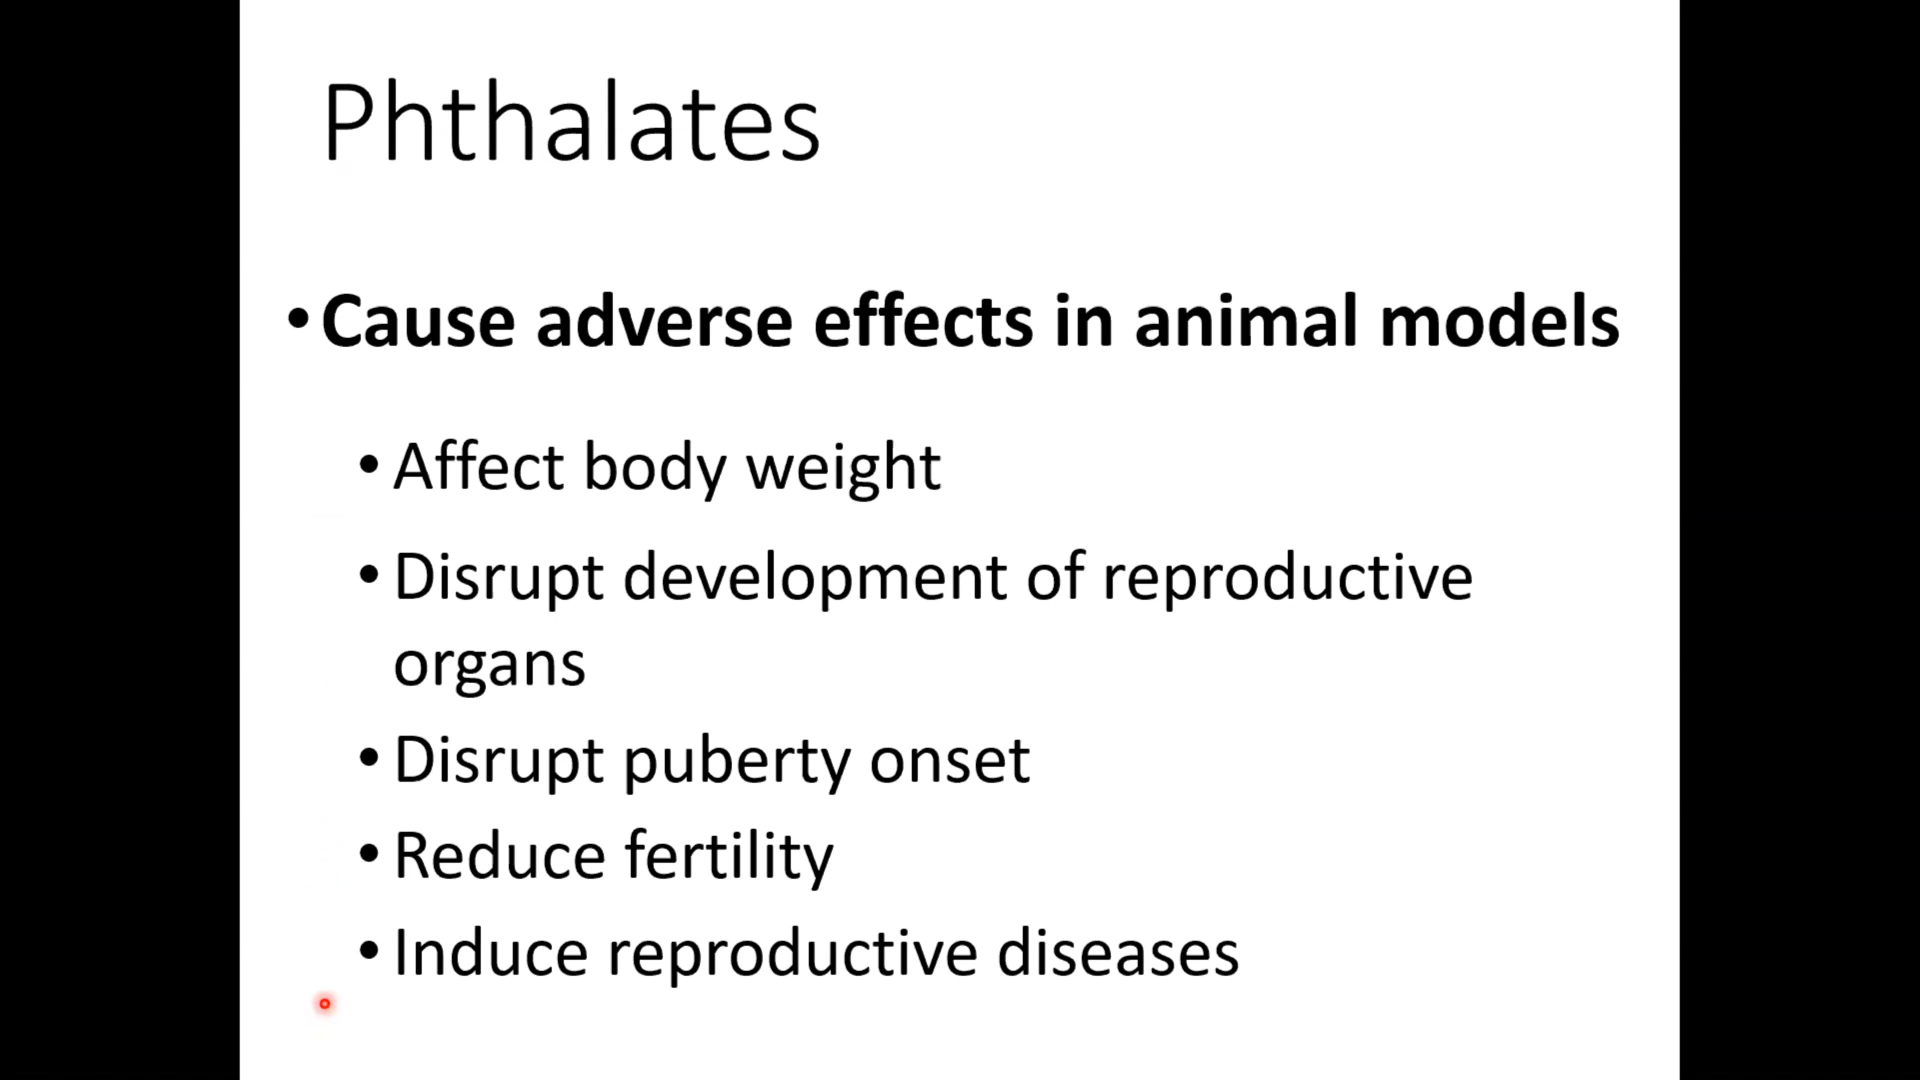 Phthalates
• Cause adverse effects in animal models
• Affect body weight
• Disrupt development of reproductive
organs
• Disrupt puberty onset
• Reduce fertility
• Induce reproductive diseases